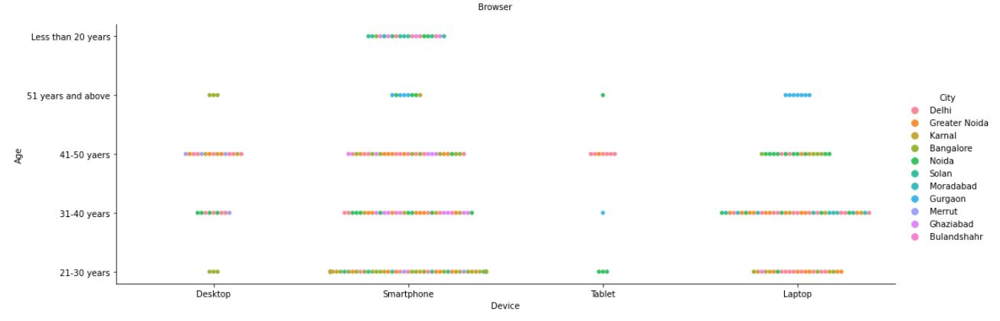 Browser
Less than 20 years
51 years and above
41-50 yaers
31-40 years
21-30 years
Age
Desktop
Smartphone
Tablet
Laptop
Device
City
Delhi
Greater Noida
Karnal
Bangalore
Noida
Solan
Moradabad
Gurgaon
Merrut
Ghaziabad
Bulandshahr